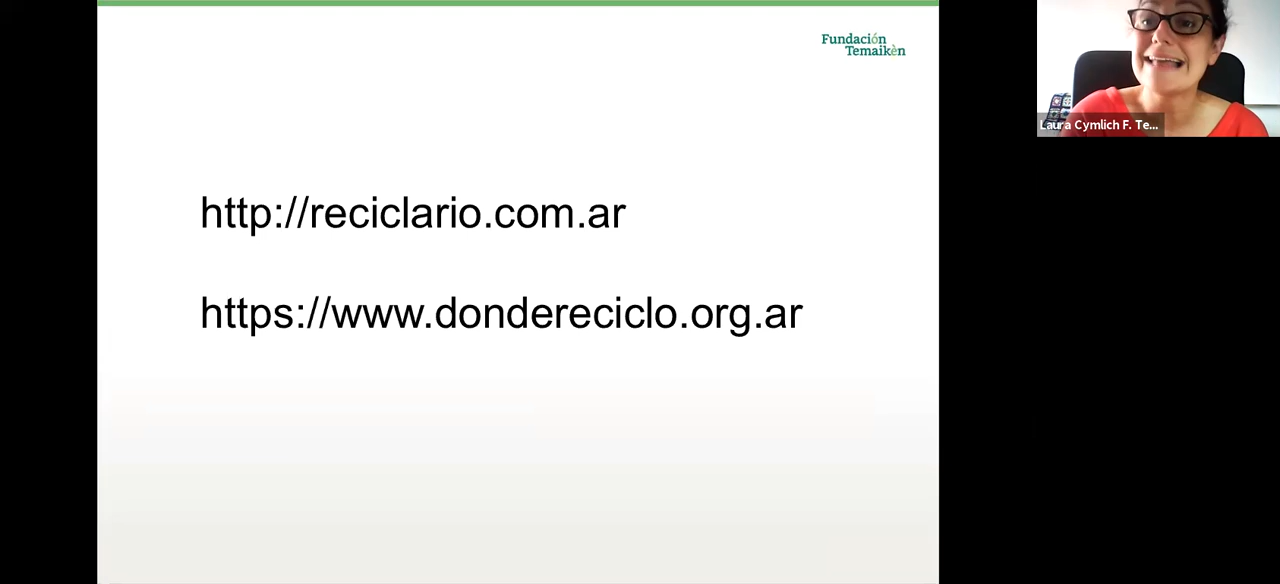 Fundación
Temaikèn
http://reciclario.com.ar
https://www.dondereciclo.org.ar
Laura Cymlich F. Te...